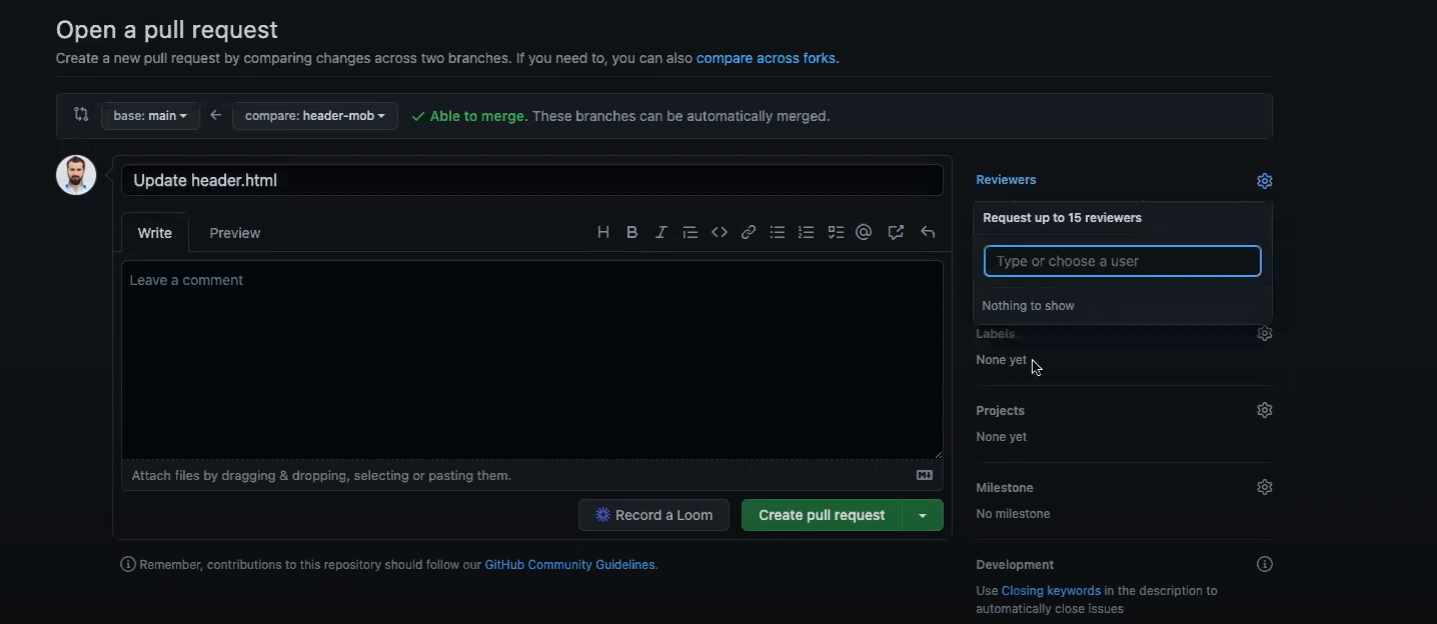 Open a pull request
Create a new pull request by comparing changes across two branches. If you need to, you can also compare across forks.
base: main
compare: header-mob
Able to merge. These branches can be automatically merged.
Update header.html
Write Preview
H B I
Leave a comment
Attach files by dragging & dropping, selecting or pasting them.
Record a Loom
Create pull request
Remember, contributions to this repository should follow our GitHub Community Guidelines.
Reviewers
Request up to 15 reviewers
Type or choose a user
Nothing to show
Labels
None yet
Projects
None yet
Milestone
No milestone
Development
Use Closing keywords in the description to
automatically close issues